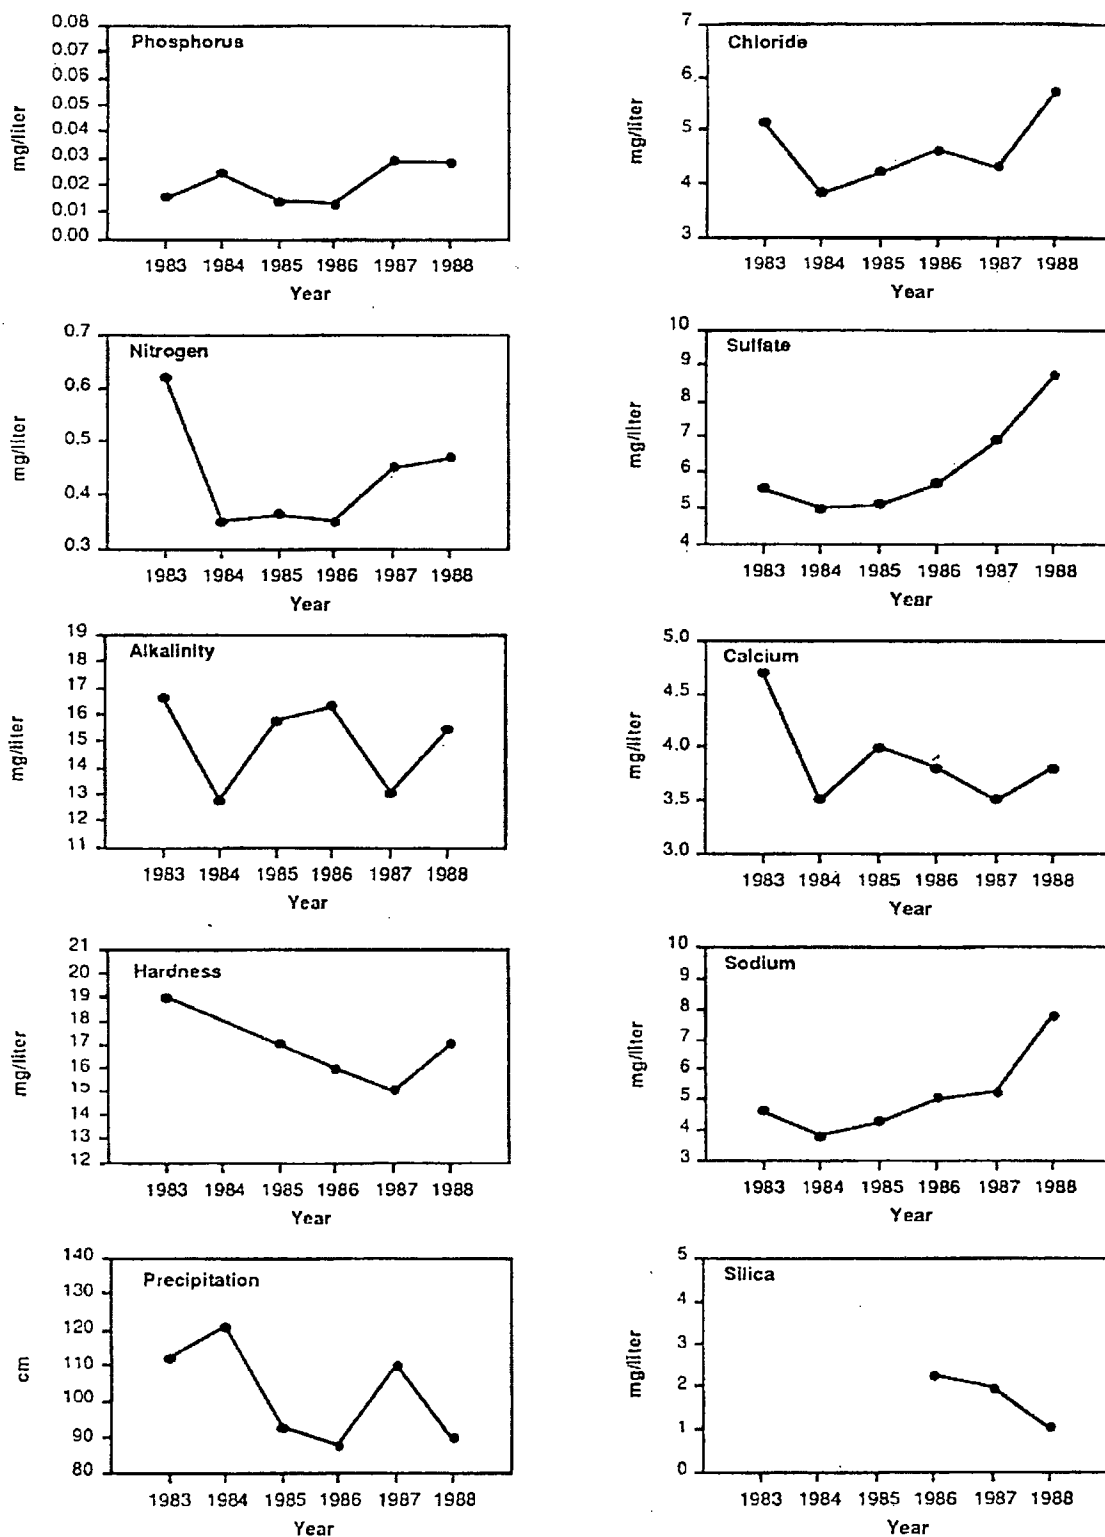 Phosphorus
0.08
0.07
0.06
0.05
0.04
0.03
0.02
0.01
0.00
mg/liter
1983 1984 1985 1986 1987 1988
Year
Chloride
7
6
5
4
3
mg/liter
1983 1984 1985 1986 1987 1988
Year
Nitrogen
0.7
0.6
0.5
0.4
0.3
mg/liter
1983 1984 1985 1986 1987 1988
Year
Sulfate
10
9
8
7
6
5
4
mg/liter
1983 1984 1985 1986 1987 1988
Year
Alkalinity
19
18
17
16
15
14
13
12
11
mg/liter
1983 1984 1985 1986 1987 1988
Year
Calcium
5.0
4.5
4.0
3.5
3.0
mg/liter
1983 1984 1985 1986 1987 1988
Year
Hardness
21
20
19
18
17
16
15
14
13
12
mg/liter
1983 1984 1985 1986 1987 1988
Year
Sodium
10
9
8
7
6
5
4
3
mg/liter
1983 1984 1985 1986 1987 1988
Year
Precipitation
140
130
120
110
100
90
80
cm
1983 1984 1985 1986 1987 1988
Year
Silica
5
4
3
2
1
0
mg/liter
1983 1984 1985 1986 1987 1988
Year